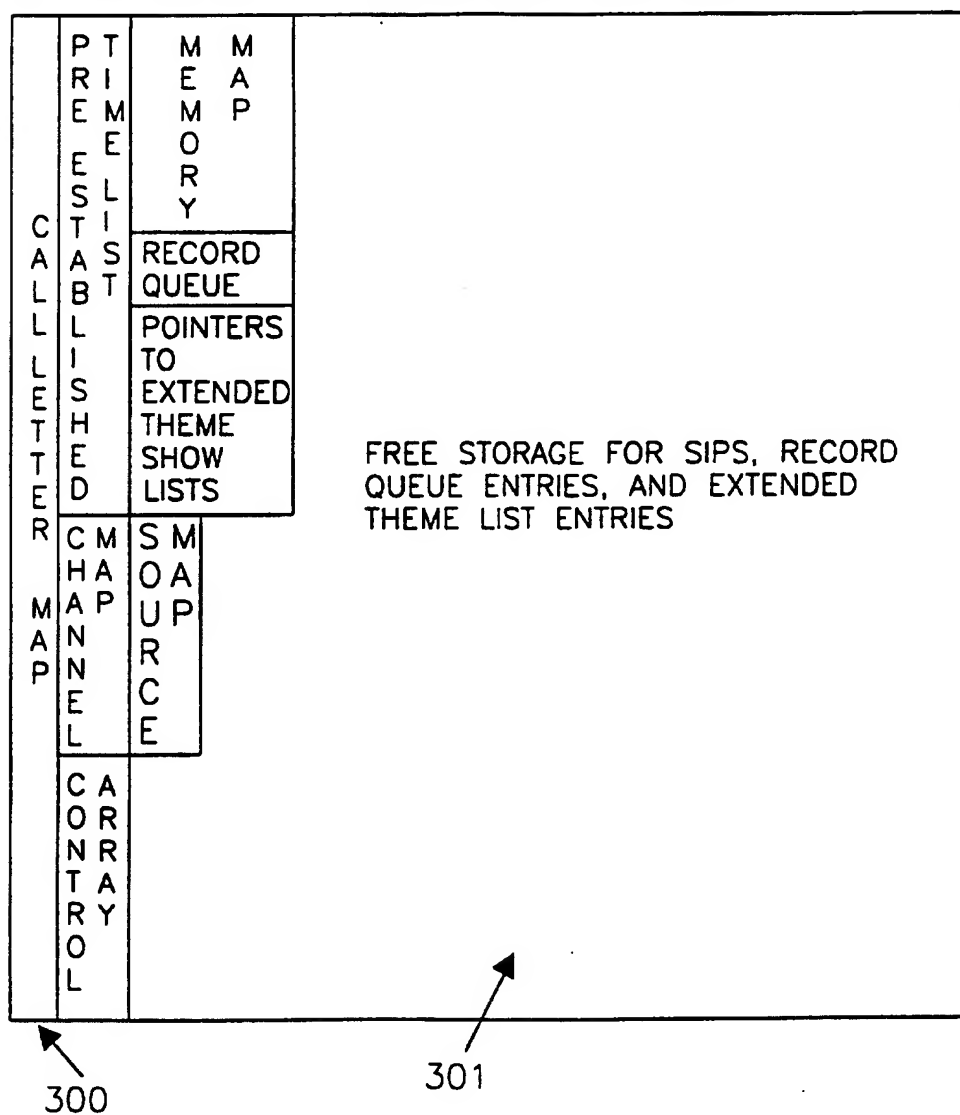 CALL LETTER MAP
PRE ESTABLISHED
TIME LIST
MEMORY
MAP
RECORD
QUEUE
POINTERS
TO
EXTENDED
THEME
SHOW
LISTS
CHANNEL
MAP
SOURCE
MAP
CONTROL
ARRAY
FREE STORAGE FOR SIPS, RECORD
QUEUE ENTRIES, AND EXTENDED
THEME LIST ENTRIES
300
301